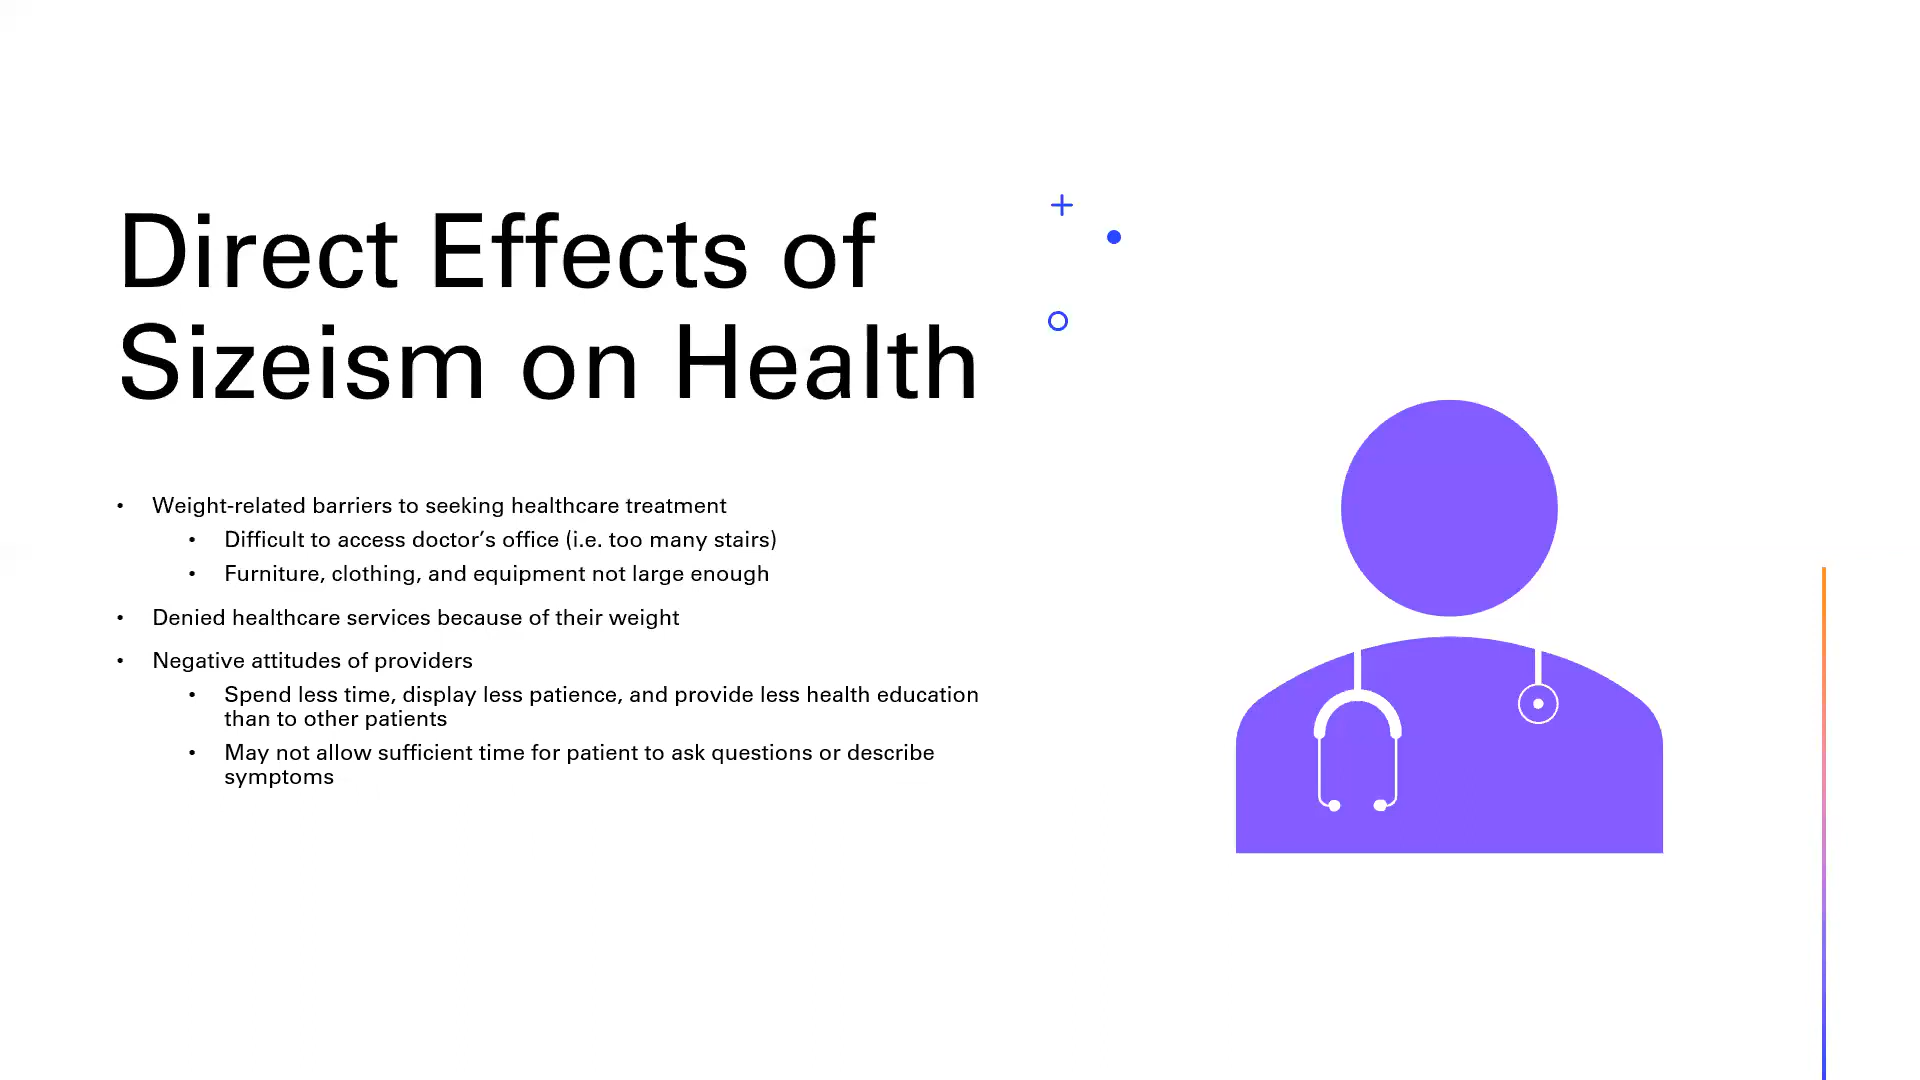 Direct Effects of
Sizeism on Health
• Weight-related barriers to seeking healthcare treatment
• Difficult to access doctor’s office (i.e. too many stairs)
• Furniture, clothing, and equipment not large enough
• Denied healthcare services because of their weight
• Negative attitudes of providers
• Spend less time, display less patience, and provide less health education
than to other patients
• May not allow sufficient time for patient to ask questions or describe
symptoms